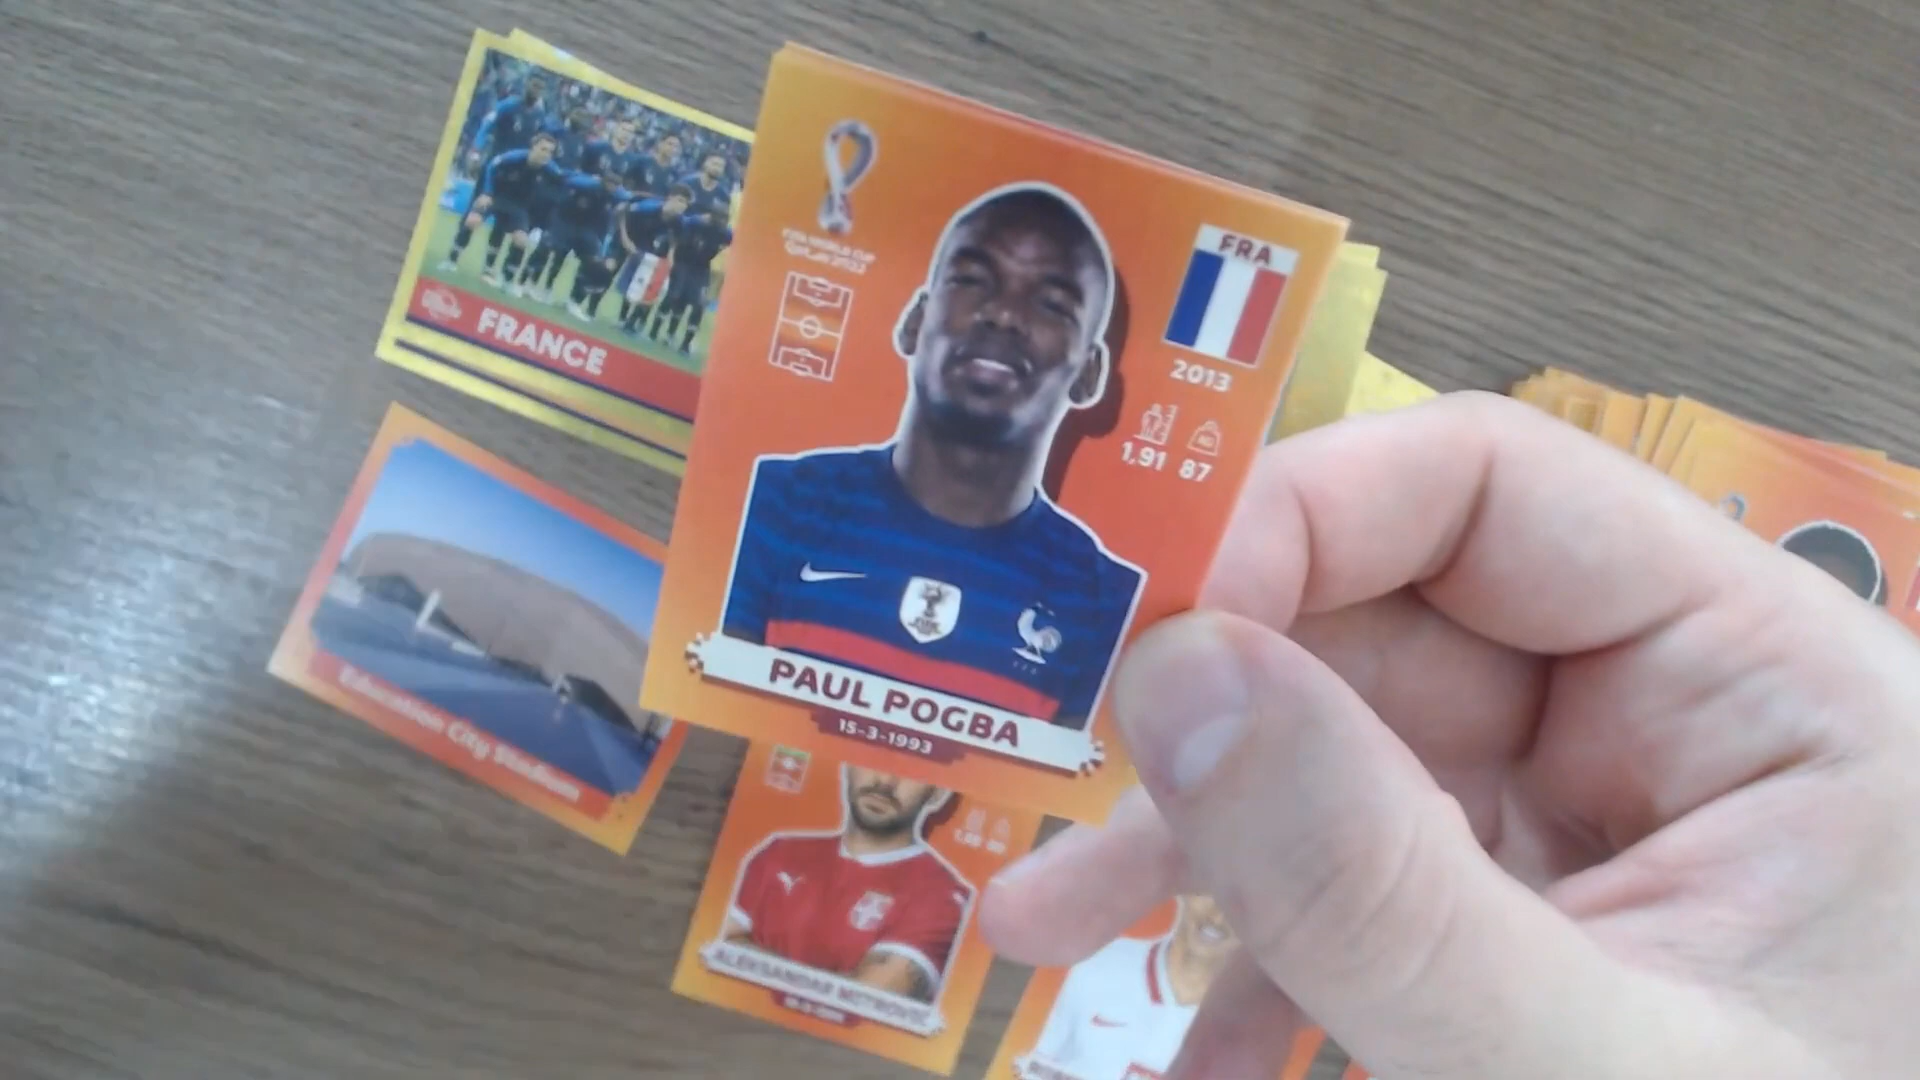 FRANCE
FIFA WORLD CUP
Qatar 2022
FRA
2013
1,91 87
PAUL POGBA
15-3-1993
Education City Stadium
ALEKSANDAR MITROVIĆ